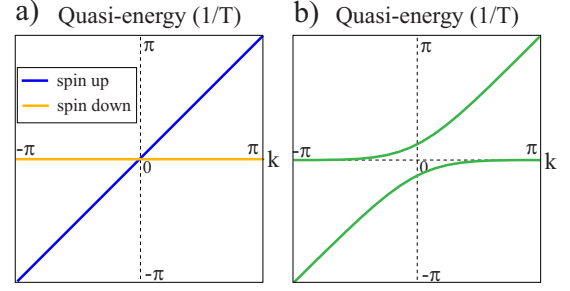 a) Quasi-energy (1/T)
π
spin up
spin down
-π
π
k
0
-π
b) Quasi-energy (1/T)
π
-π
π
k
0
-π